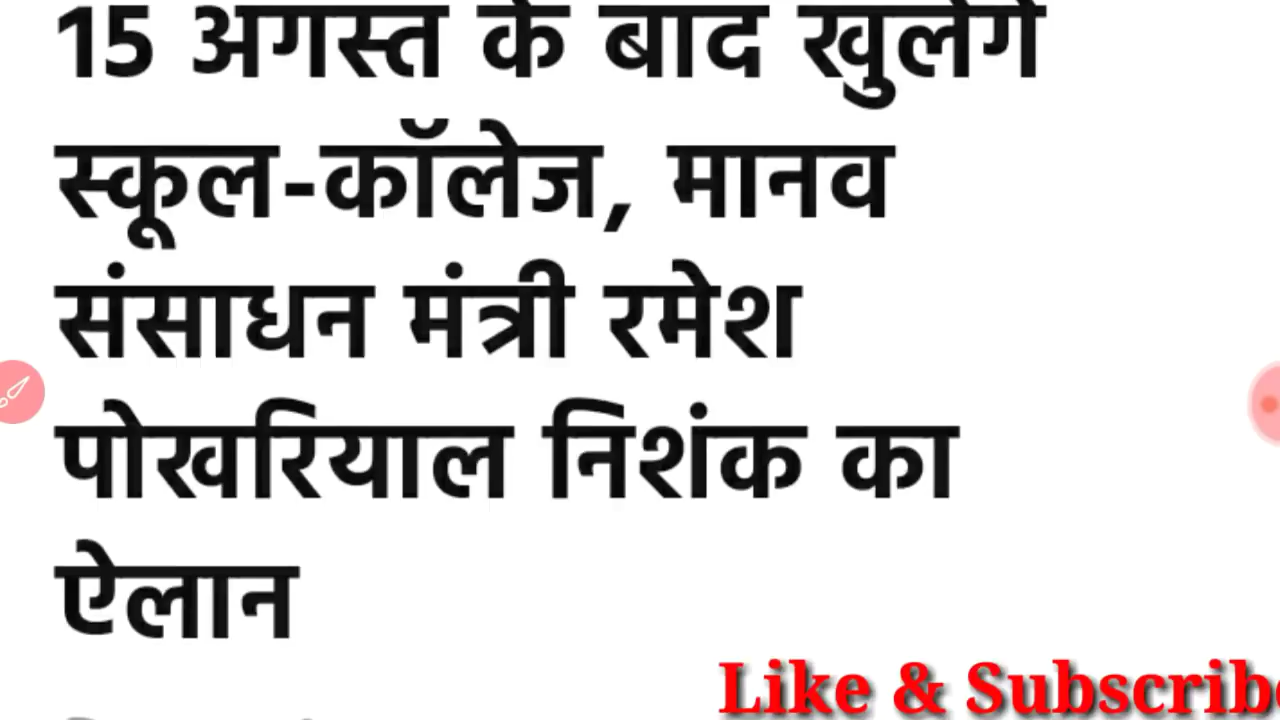 15 अगस्त के बाद खुलेंगे
स्कूल-कॉलेज, मानव
संसाधन मंत्री रमेश
पोखरियाल निशंक का
ऐलान
Like & Subscribe